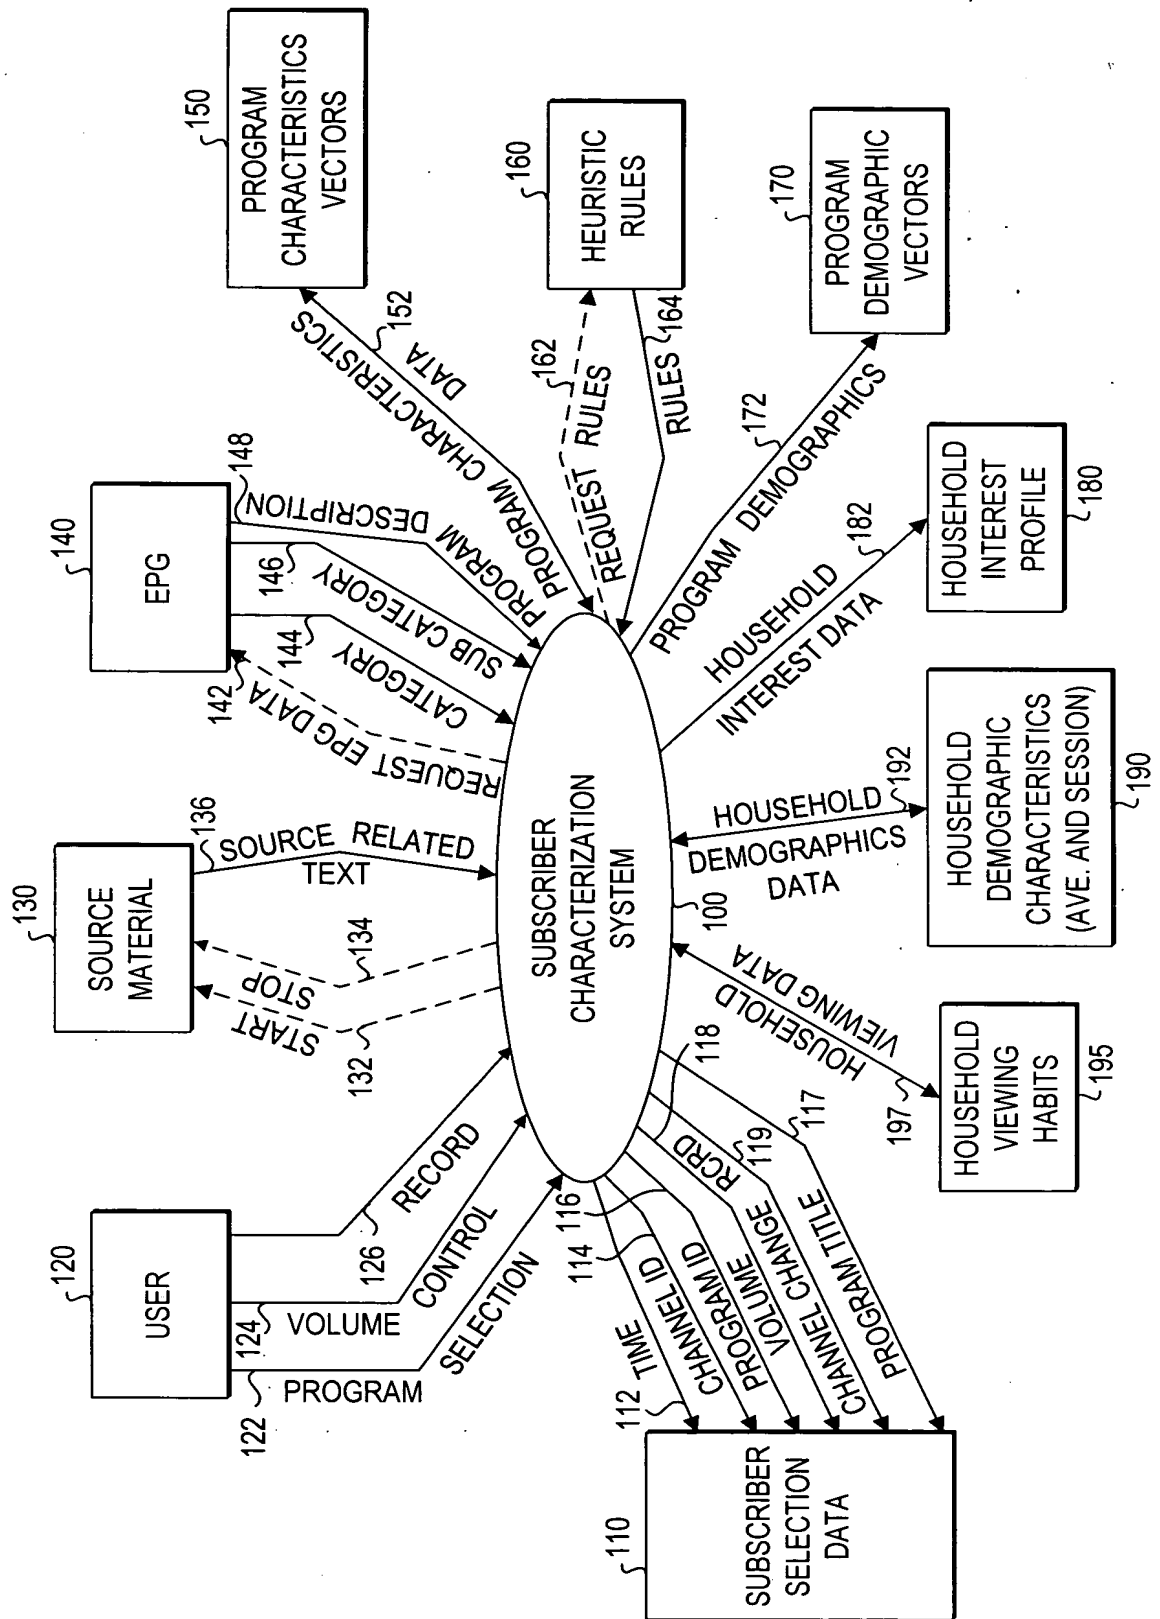 120
USER
122
PROGRAM
SELECTION
124
VOLUME
CONTROL
126
RECORD
130
SOURCE
MATERIAL
START
132
STOP
134
136
SOURCE RELATED
TEXT
140
EPG
142
REQUEST EPG DATA
144
CATEGORY
146
SUB CATEGORY
148
PROGRAM DESCRIPTION
150
PROGRAM
CHARACTERISTICS
VECTORS
152
PROGRAM CHARACTERISTICS
DATA
160
HEURISTIC
RULES
162
REQUEST RULES
RULES
164
170
PROGRAM
DEMOGRAPHIC
VECTORS
172
PROGRAM DEMOGRAPHICS
SUBSCRIBER
CHARACTERIZATION
SYSTEM
100
HOUSEHOLD
INTEREST DATA
182
HOUSEHOLD
INTEREST
PROFILE
180
HOUSEHOLD
DEMOGRAPHICS
DATA
192
HOUSEHOLD
DEMOGRAPHIC
CHARACTERISTICS
(AVE. AND SESSION)
190
HOUSEHOLD
VIEWING DATA
197
HOUSEHOLD
VIEWING
HABITS
195
110
SUBSCRIBER
SELECTION
DATA
112
TIME
114
CHANNEL ID
116
PROGRAM ID
118
VOLUME
CHANGE
RCRD
119
CHANNEL CHANGE
117
PROGRAM TITLE